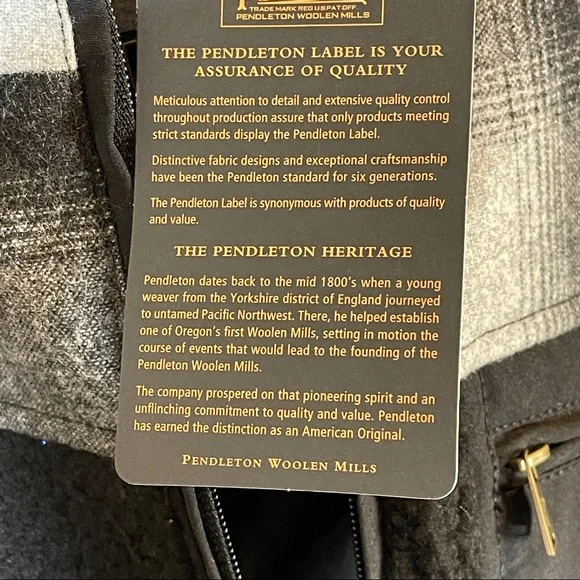 TRADE MARK REG U.S PAT OFF
PENDLETON WOOLEN MILLS
THE PENDLETON LABEL IS YOUR
ASSURANCE OF QUALITY
Meticulous attention to detail and extensive quality control
throughout production assure that only products meeting
strict standards display the Pendleton Label.
Distinctive fabric designs and exceptional craftsmanship
have been the Pendleton standard for six generations.
The Pendleton Label is synonymous with products of quality
and value.
THE PENDLETON HERITAGE
Pendleton dates back to the mid 1800's when a young
weaver from the Yorkshire district of England journeyed
to untamed Pacific Northwest. There, he helped establish
one of Oregon's first Woolen Mills, setting in motion the
course of events that would lead to the founding of the
Pendleton Woolen Mills.
The company prospered on that pioneering spirit and an
unflinching commitment to quality and value. Pendleton
has earned the distinction as an American Original.
PENDLETON WOOLEN MILLS